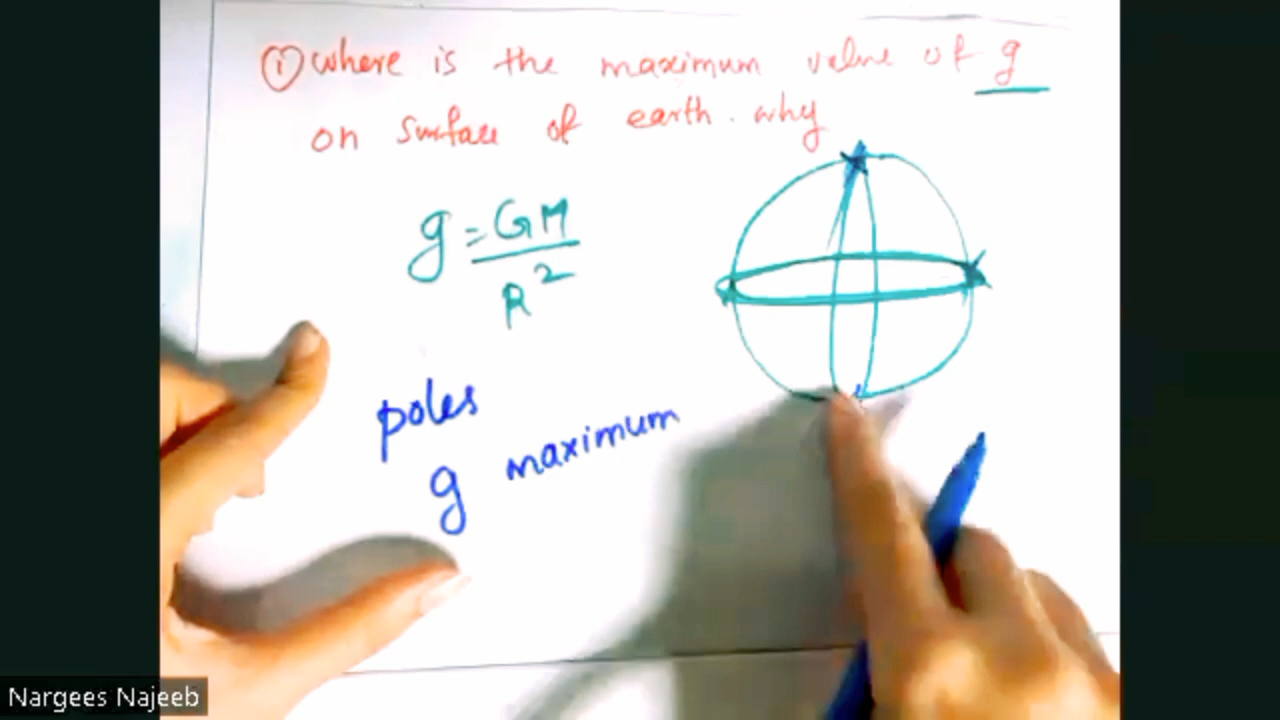 ① where is the maximum value of g
on surface of earth. why
g = GM
R²
poles
g maximum
Nargees Najeeb